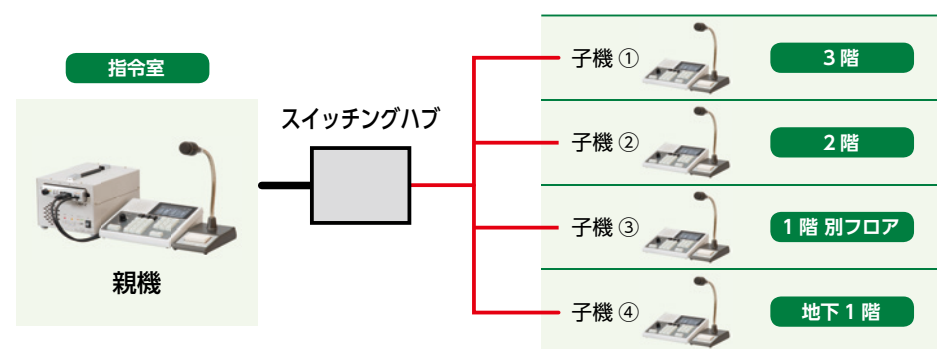 指令室
親機
スイッチングハブ
子機 ① 3 階
子機 ② 2 階
子機 ③ 1 階 別フロア
子機 ④ 地下 1 階